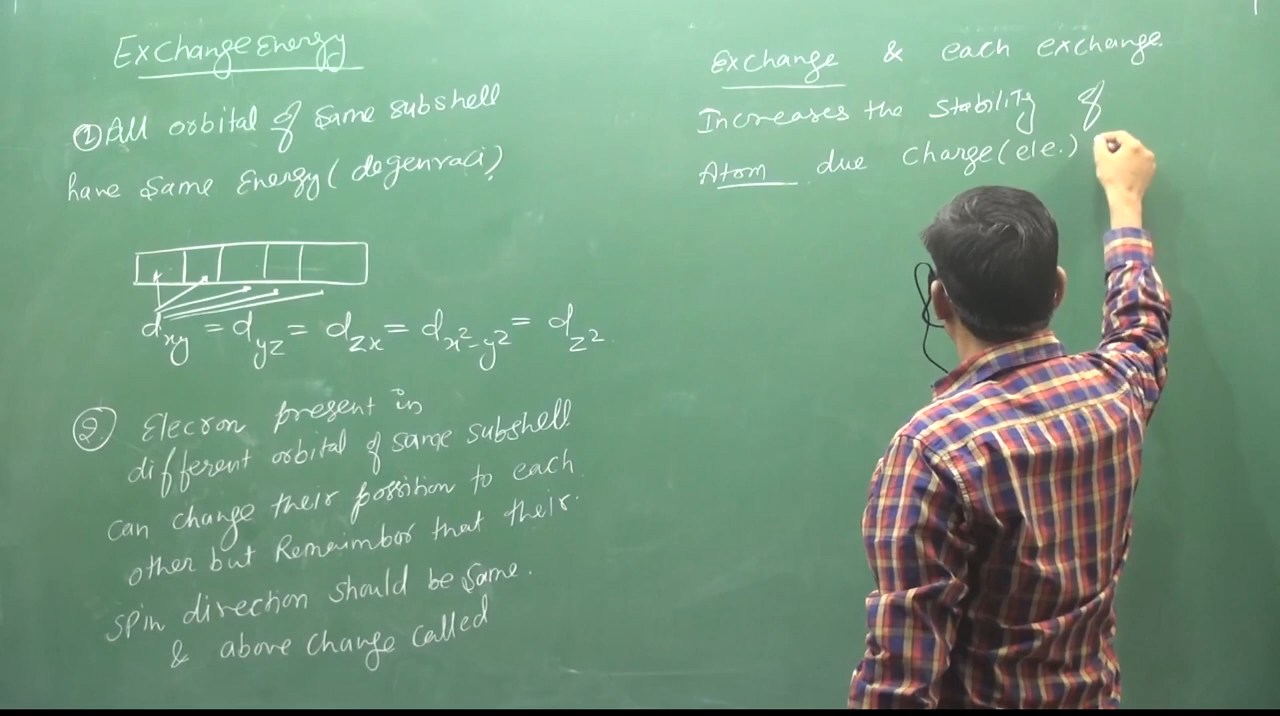 Exchange Energy
① All orbital of same subshell
have same Energy (degenraci)
dxy = dyz = dzx = dx²-y² = dz²
② Elecron present in
different orbital of same subshell
can change their possition to each
other but Remaimbor that their
spin direction should be same.
& above change called
exchange & each exchange
Increases the stability of
Atom due charge (ele.)